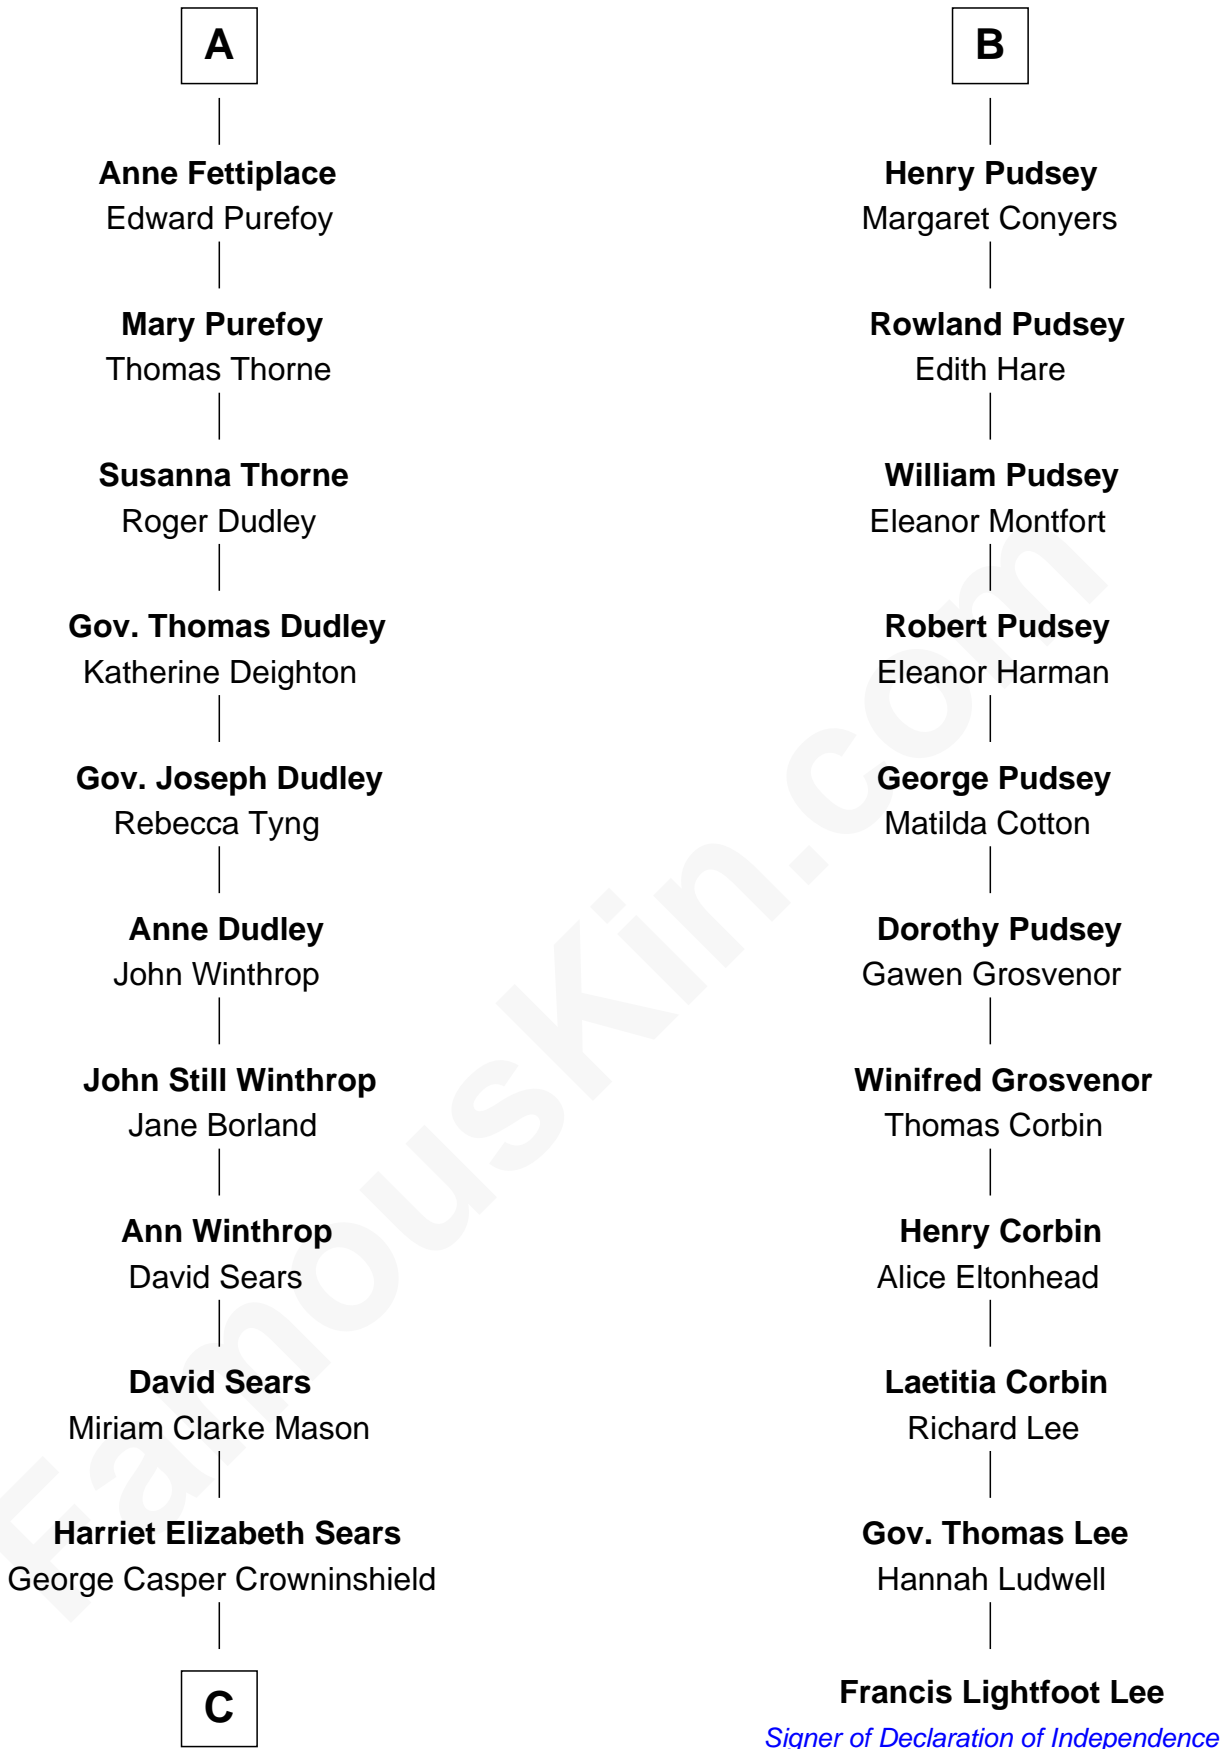 A
Anne Fettiplace
Edward Purefoy
Mary Purefoy
Thomas Thorne
Susanna Thorne
Roger Dudley
Gov. Thomas Dudley
Katherine Deighton
Gov. Joseph Dudley
Rebecca Tyng
Anne Dudley
John Winthrop
John Still Winthrop
Jane Borland
Ann Winthrop
David Sears
David Sears
Miriam Clarke Mason
Harriet Elizabeth Sears
George Casper Crowninshield
C
B
Henry Pudsey
Margaret Conyers
Rowland Pudsey
Edith Hare
William Pudsey
Eleanor Montfort
Robert Pudsey
Eleanor Harman
George Pudsey
Matilda Cotton
Dorothy Pudsey
Gawen Grosvenor
Winifred Grosvenor
Thomas Corbin
Henry Corbin
Alice Eltonhead
Laetitia Corbin
Richard Lee
Gov. Thomas Lee
Hannah Ludwell
Francis Lightfoot Lee
Signer of Declaration of Independence
FamousKin.com